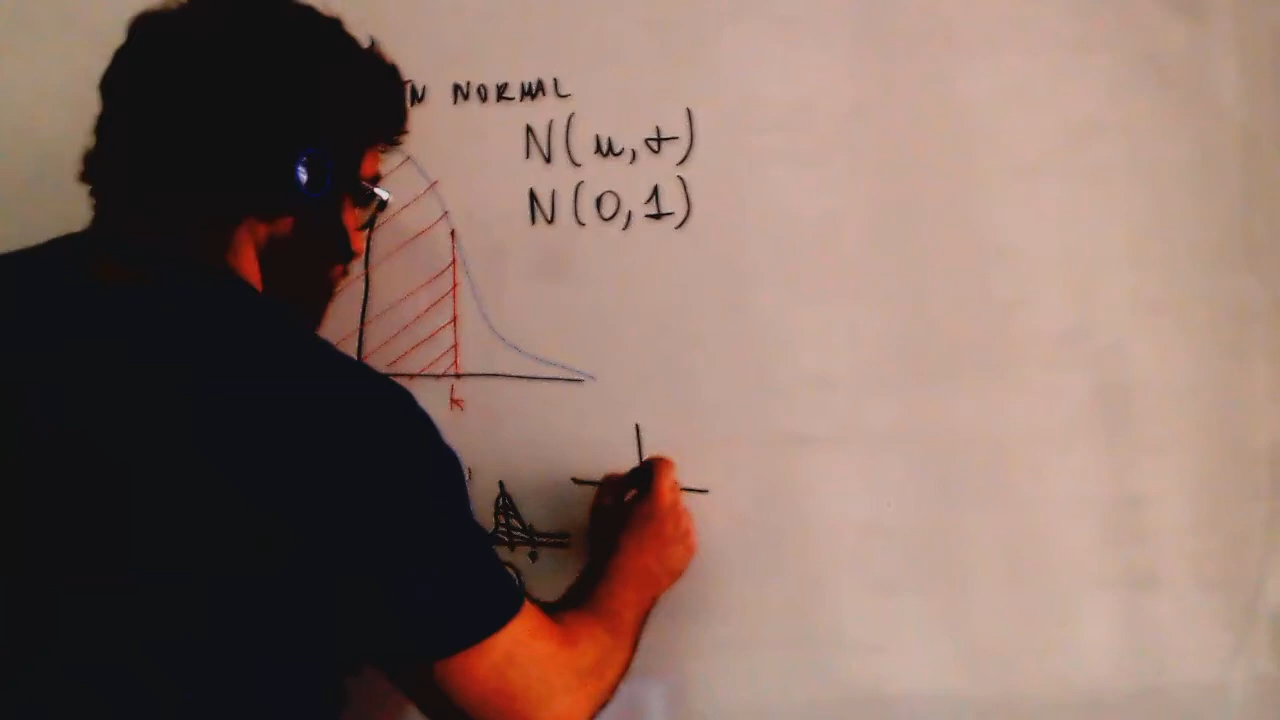 N NORMAL
N(μ,σ)
N(0,1)
k